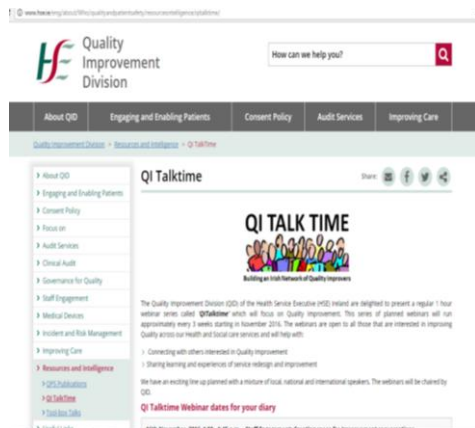 www.hse.ie/eng/about/Who/qualityandpatientsafety/resourcesintelligence/qitalktime/
Quality
Improvement
Division
How can we help you?
About QID
Engaging and Enabling Patients
Consent Policy
Audit Services
Improving Care
Quality Improvement Division
Resources and Intelligence
QI TalkTime
About QID
Engaging and Enabling Patients
Consent Policy
Focus on
Audit Services
Clinical Audit
Governance for Quality
Staff Engagement
Medical Devices
Incident and Risk Management
Improving Care
Resources and Intelligence
QPS Publications
QI TalkTime
Tool-box Talks
QI Talktime
Share:
QI TALK TIME
Building an Irish Network of Quality Improvers
The Quality Improvement Division (QID) of the Health Service Executive (HSE) Ireland are delighted to present a regular 1 hour
webinar series called 'QITalktime' which will focus on Quality Improvement. This series of planned webinars will run
approximately every 3 weeks starting in November 2016. The webinars are open to all those that are interested in improving
Quality across our Health and Social care services and will help with:
Connecting with others interested in Quality Improvement
Sharing learning and experiences of service redesign and improvement
We have an exciting line up planned with a mixture of local, national and international speakers. The webinars will be chaired by
QID.
QI Talktime Webinar dates for your diary